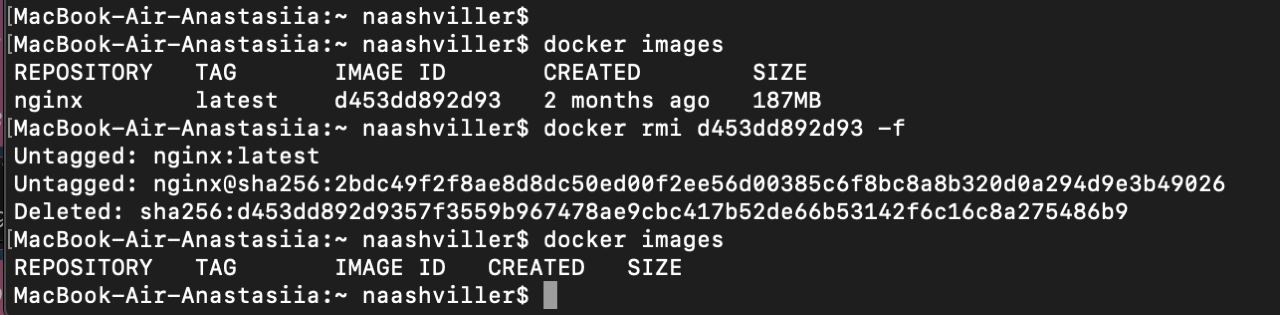 [MacBook-Air-Anastasiia:~ naashviller$
[MacBook-Air-Anastasiia:~ naashviller$ docker images
REPOSITORY   TAG       IMAGE ID       CREATED        SIZE
nginx        latest    d453dd892d93   2 months ago   187MB
[MacBook-Air-Anastasiia:~ naashviller$ docker rmi d453dd892d93 -f
Untagged: nginx:latest
Untagged: nginx@sha256:2bdc49f2f8ae8d8dc50ed00f2ee56d00385c6f8bc8a8b320d0a294d9e3b49026
Deleted: sha256:d453dd892d9357f3559b967478ae9cbc417b52de66b53142f6c16c8a275486b9
[MacBook-Air-Anastasiia:~ naashviller$ docker images
REPOSITORY   TAG       IMAGE ID   CREATED   SIZE
MacBook-Air-Anastasiia:~ naashviller$